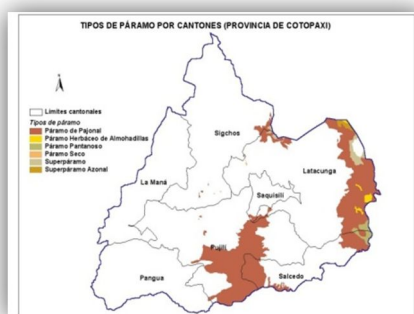 TIPOS DE PÁRAMO POR CANTONES (PROVINCIA DE COTOPAXI)
Límites cantonales
Tipos de páramo
Páramo de Pajonal
Páramo Herbáceo de Almohadillas
Páramo Pantanoso
Páramo Seco
Superpáramo
Superpáramo Azonal
Sigchos
Latacunga
La Maná
Saquisilí
Pujilí
Pangua
Salcedo